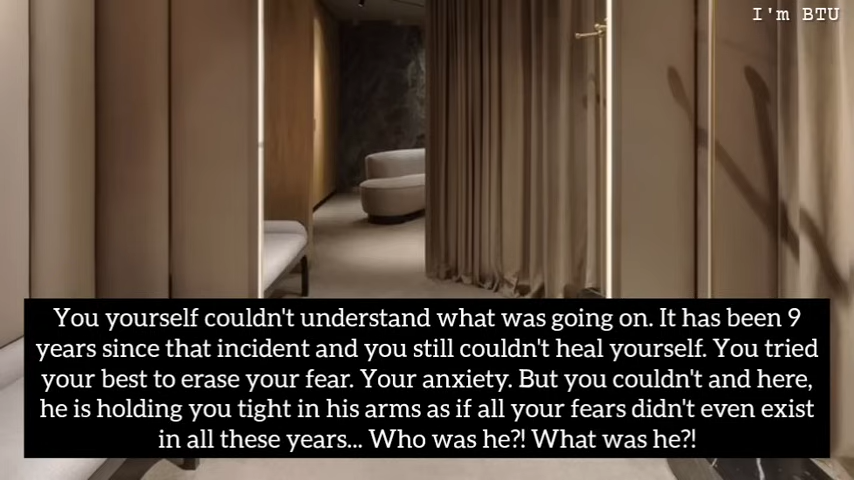 I'm BTU
You yourself couldn't understand what was going on. It has been 9
years since that incident and you still couldn't heal yourself. You tried
your best to erase your fear. Your anxiety. But you couldn't and here,
he is holding you tight in his arms as if all your fears didn't even exist
in all these years... Who was he?! What was he?!